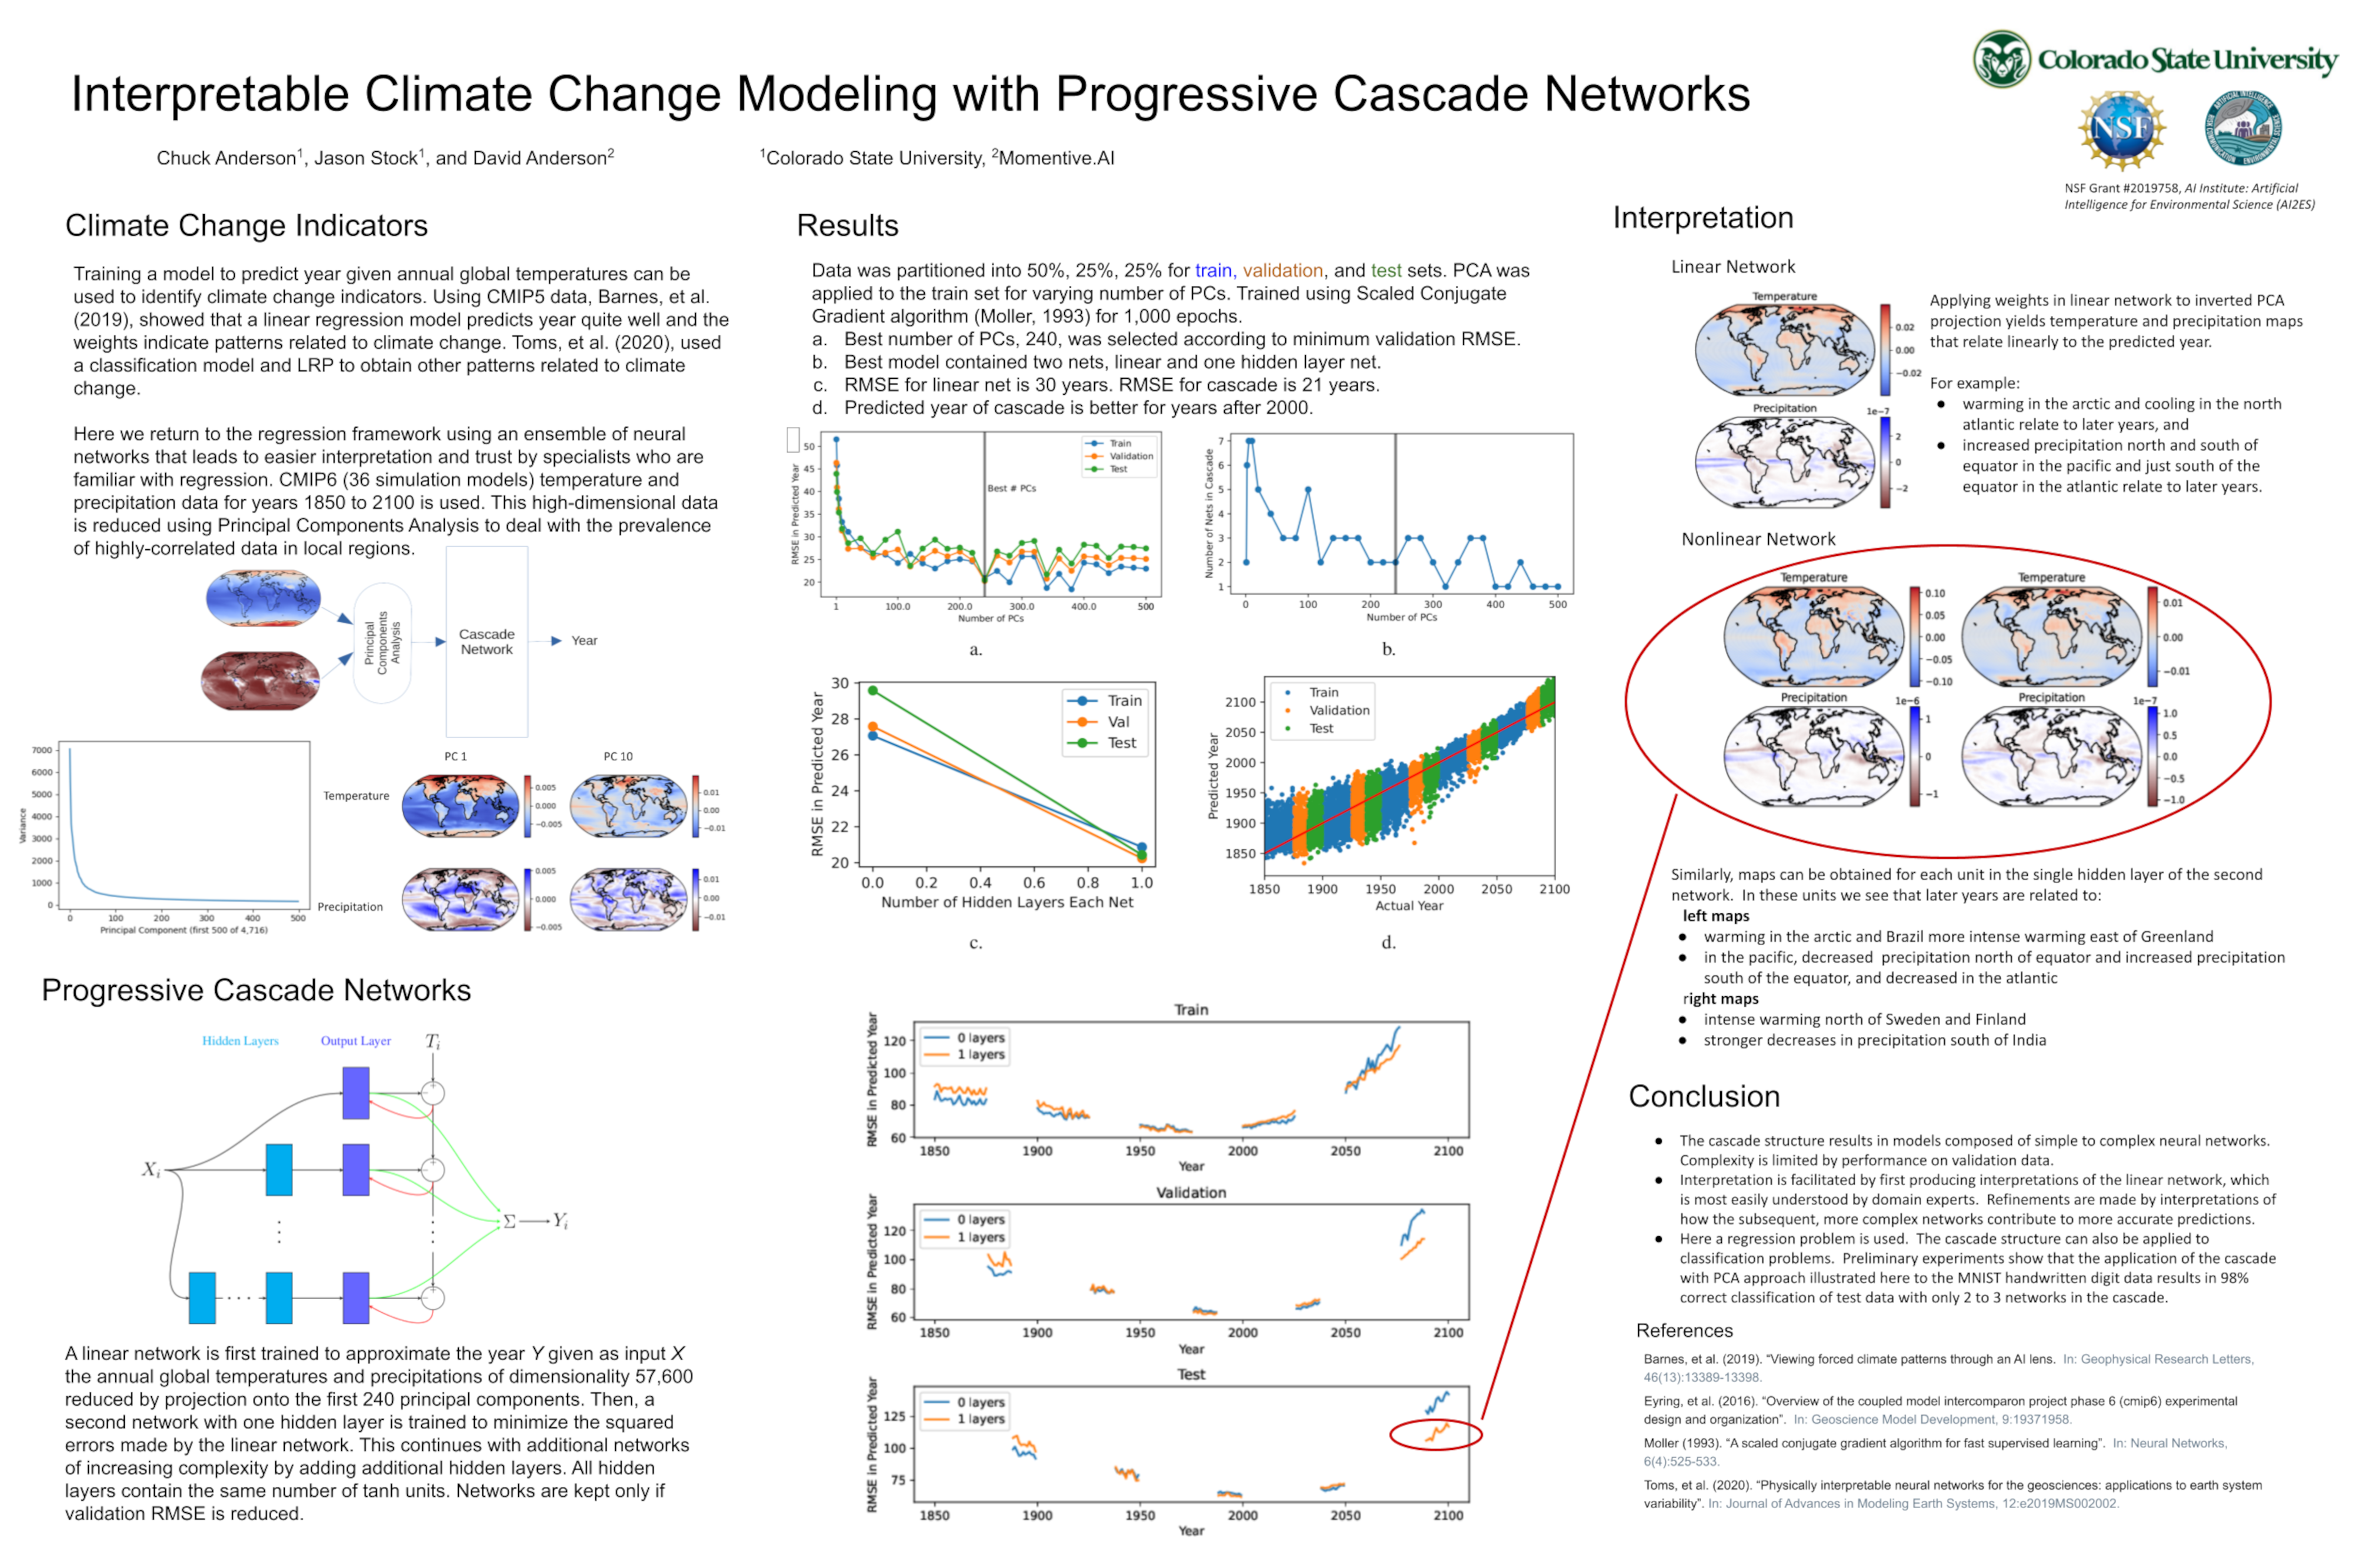 Interpretable Climate Change Modeling with Progressive Cascade Networks
Chuck Anderson1, Jason Stock1, and David Anderson2
1Colorado State University, 2Momentive.AI
Colorado State University
NSF
NSF Grant #2019758, AI Institute: Artificial
Intelligence for Environmental Science (AI2ES)
Climate Change Indicators
Training a model to predict year given annual global temperatures can be
used to identify climate change indicators. Using CMIP5 data, Barnes, et al.
(2019), showed that a linear regression model predicts year quite well and the
weights indicate patterns related to climate change. Toms, et al. (2020), used
a classification model and LRP to obtain other patterns related to climate
change.
Here we return to the regression framework using an ensemble of neural
networks that leads to easier interpretation and trust by specialists who are
familiar with regression. CMIP6 (36 simulation models) temperature and
precipitation data for years 1850 to 2100 is used. This high-dimensional data
is reduced using Principal Components Analysis to deal with the prevalence
of highly-correlated data in local regions.
Principal
Components
Analysis
Cascade
Network
Year
7000
6000
5000
4000
3000
2000
1000
0
Variance
0 100 200 300 400 500
Principal Component (first 500 of 4,716)
PC 1
PC 10
Temperature
0.005
0.000
−0.005
0.01
0.00
−0.01
Precipitation
0.005
0.000
−0.005
0.01
0.00
−0.01
Progressive Cascade Networks
Hidden Layers
Output Layer
Ti
Xi
Σ
Yi
A linear network is first trained to approximate the year Y given as input X
the annual global temperatures and precipitations of dimensionality 57,600
reduced by projection onto the first 240 principal components. Then, a
second network with one hidden layer is trained to minimize the squared
errors made by the linear network. This continues with additional networks
of increasing complexity by adding additional hidden layers. All hidden
layers contain the same number of tanh units. Networks are kept only if
validation RMSE is reduced.
Results
Data was partitioned into 50%, 25%, 25% for train, validation, and test sets. PCA was
applied to the train set for varying number of PCs. Trained using Scaled Conjugate
Gradient algorithm (Moller, 1993) for 1,000 epochs.
a. Best number of PCs, 240, was selected according to minimum validation RMSE.
b. Best model contained two nets, linear and one hidden layer net.
c. RMSE for linear net is 30 years. RMSE for cascade is 21 years.
d. Predicted year of cascade is better for years after 2000.
50
45
40
35
30
25
20
RMSE in Predicted Year
Train
Validation
Test
Best # PCs
1 100.0 200.0 300.0 400.0 500
Number of PCs
a.
7
6
5
4
3
2
1
Number of Nets in Cascade
0 100 200 300 400 500
Number of PCs
b.
30
28
26
24
22
20
RMSE in Predicted Year
Train
Val
Test
0.0 0.2 0.4 0.6 0.8 1.0
Number of Hidden Layers Each Net
c.
2100
2050
2000
1950
1900
1850
Predicted Year
Train
Validation
Test
1850 1900 1950 2000 2050 2100
Actual Year
d.
Train
0 layers
1 layers
120
100
80
60
RMSE in Predicted Year
1850 1900 1950 2000 2050 2100
Year
Validation
0 layers
1 layers
120
100
80
60
RMSE in Predicted Year
1850 1900 1950 2000 2050 2100
Year
Test
0 layers
1 layers
125
100
75
RMSE in Predicted Year
1850 1900 1950 2000 2050 2100
Year
Interpretation
Linear Network
Temperature
0.02
0.00
−0.02
Precipitation
1e−7
2
0
−2
Applying weights in linear network to inverted PCA
projection yields temperature and precipitation maps
that relate linearly to the predicted year.
For example:
● warming in the arctic and cooling in the north
atlantic relate to later years, and
● increased precipitation north and south of
equator in the pacific and just south of the
equator in the atlantic relate to later years.
Nonlinear Network
Temperature
0.10
0.05
0.00
−0.05
−0.10
Temperature
0.01
0.00
−0.01
Precipitation
1e−6
1
0
−1
Precipitation
1e−7
1.0
0.5
0.0
−0.5
−1.0
Similarly, maps can be obtained for each unit in the single hidden layer of the second
network. In these units we see that later years are related to:
left maps
● warming in the arctic and Brazil more intense warming east of Greenland
● in the pacific, decreased precipitation north of equator and increased precipitation
south of the equator, and decreased in the atlantic
right maps
● intense warming north of Sweden and Finland
● stronger decreases in precipitation south of India
Conclusion
● The cascade structure results in models composed of simple to complex neural networks.
Complexity is limited by performance on validation data.
● Interpretation is facilitated by first producing interpretations of the linear network, which
is most easily understood by domain experts. Refinements are made by interpretations of
how the subsequent, more complex networks contribute to more accurate predictions.
● Here a regression problem is used. The cascade structure can also be applied to
classification problems. Preliminary experiments show that the application of the cascade
with PCA approach illustrated here to the MNIST handwritten digit data results in 98%
correct classification of test data with only 2 to 3 networks in the cascade.
References
Barnes, et al. (2019). “Viewing forced climate patterns through an AI lens. In: Geophysical Research Letters,
46(13):13389-13398.
Eyring, et al. (2016). “Overview of the coupled model intercomparon project phase 6 (cmip6) experimental
design and organization”. In: Geoscience Model Development, 9:19371958.
Moller (1993). “A scaled conjugate gradient algorithm for fast supervised learning”. In: Neural Networks,
6(4):525-533.
Toms, et al. (2020). “Physically interpretable neural networks for the geosciences: applications to earth system
variability”. In: Journal of Advances in Modeling Earth Systems, 12:e2019MS002002.